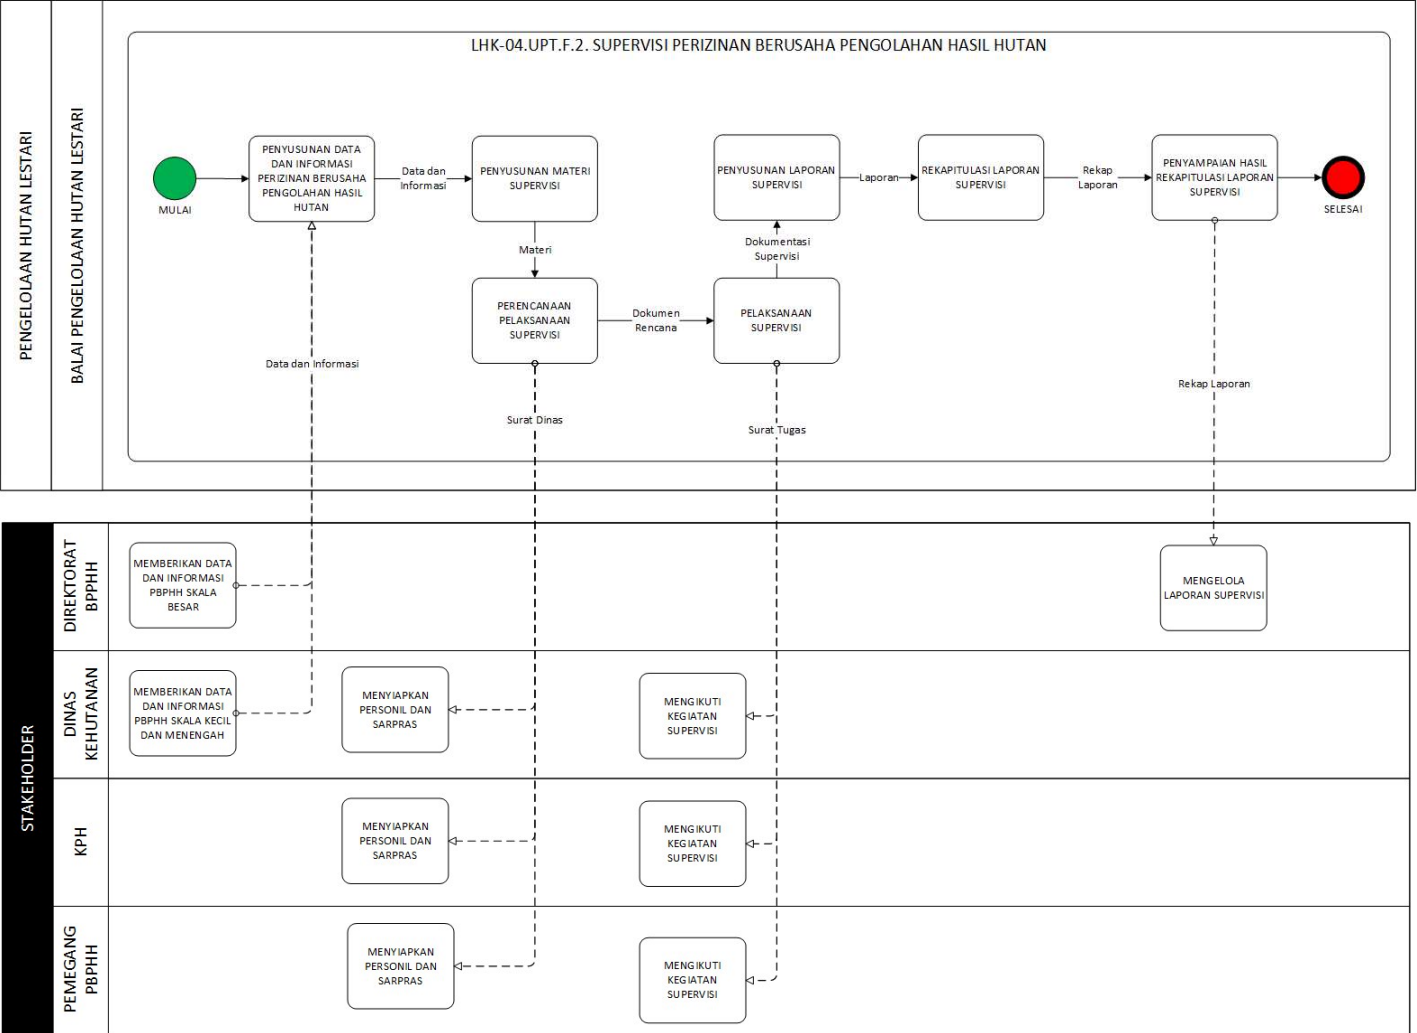 PENGELOLAAN HUTAN LESTARI
BALAI PENGELOLAAN HUTAN LESTARI
LHK-04.UPT.F.2. SUPERVISI PERIZINAN BERUSAHA PENGOLAHAN HASIL HUTAN
MULAI
PENYUSUNAN DATA
DAN INFORMASI
PERIZINAN BERUSAHA
PENGOLAHAN HASIL
HUTAN
Data dan
Informasi
PENYUSUNAN MATERI
SUPERVISI
Materi
PERENCANAAN
PELAKSANAAN
SUPERVISI
Dokumen
Rencana
PELAKSANAAN
SUPERVISI
Dokumentasi
Supervisi
PENYUSUNAN LAPORAN
SUPERVISI
Laporan
REKAPITULASI LAPORAN
SUPERVISI
Rekap
Laporan
PENYAMPAIAN HASIL
REKAPITULASI LAPORAN
SUPERVISI
SELESAI
Data dan Informasi
Surat Dinas
Surat Tugas
Rekap Laporan
STAKEHOLDER
DIREKTORAT
BPPHH
MEMBERIKAN DATA
DAN INFORMASI
PBPHH SKALA
BESAR
MENGELOLA
LAPORAN SUPERVISI
DINAS
KEHUTANAN
MEMBERIKAN DATA
DAN INFORMASI
PBPHH SKALA KECIL
DAN MENENGAH
MENYIAPKAN
PERSONIL DAN
SARPRAS
MENGIKUTI
KEGIATAN
SUPERVISI
KPH
MENYIAPKAN
PERSONIL DAN
SARPRAS
MENGIKUTI
KEGIATAN
SUPERVISI
PEMEGANG
PBPHH
MENYIAPKAN
PERSONIL DAN
SARPRAS
MENGIKUTI
KEGIATAN
SUPERVISI